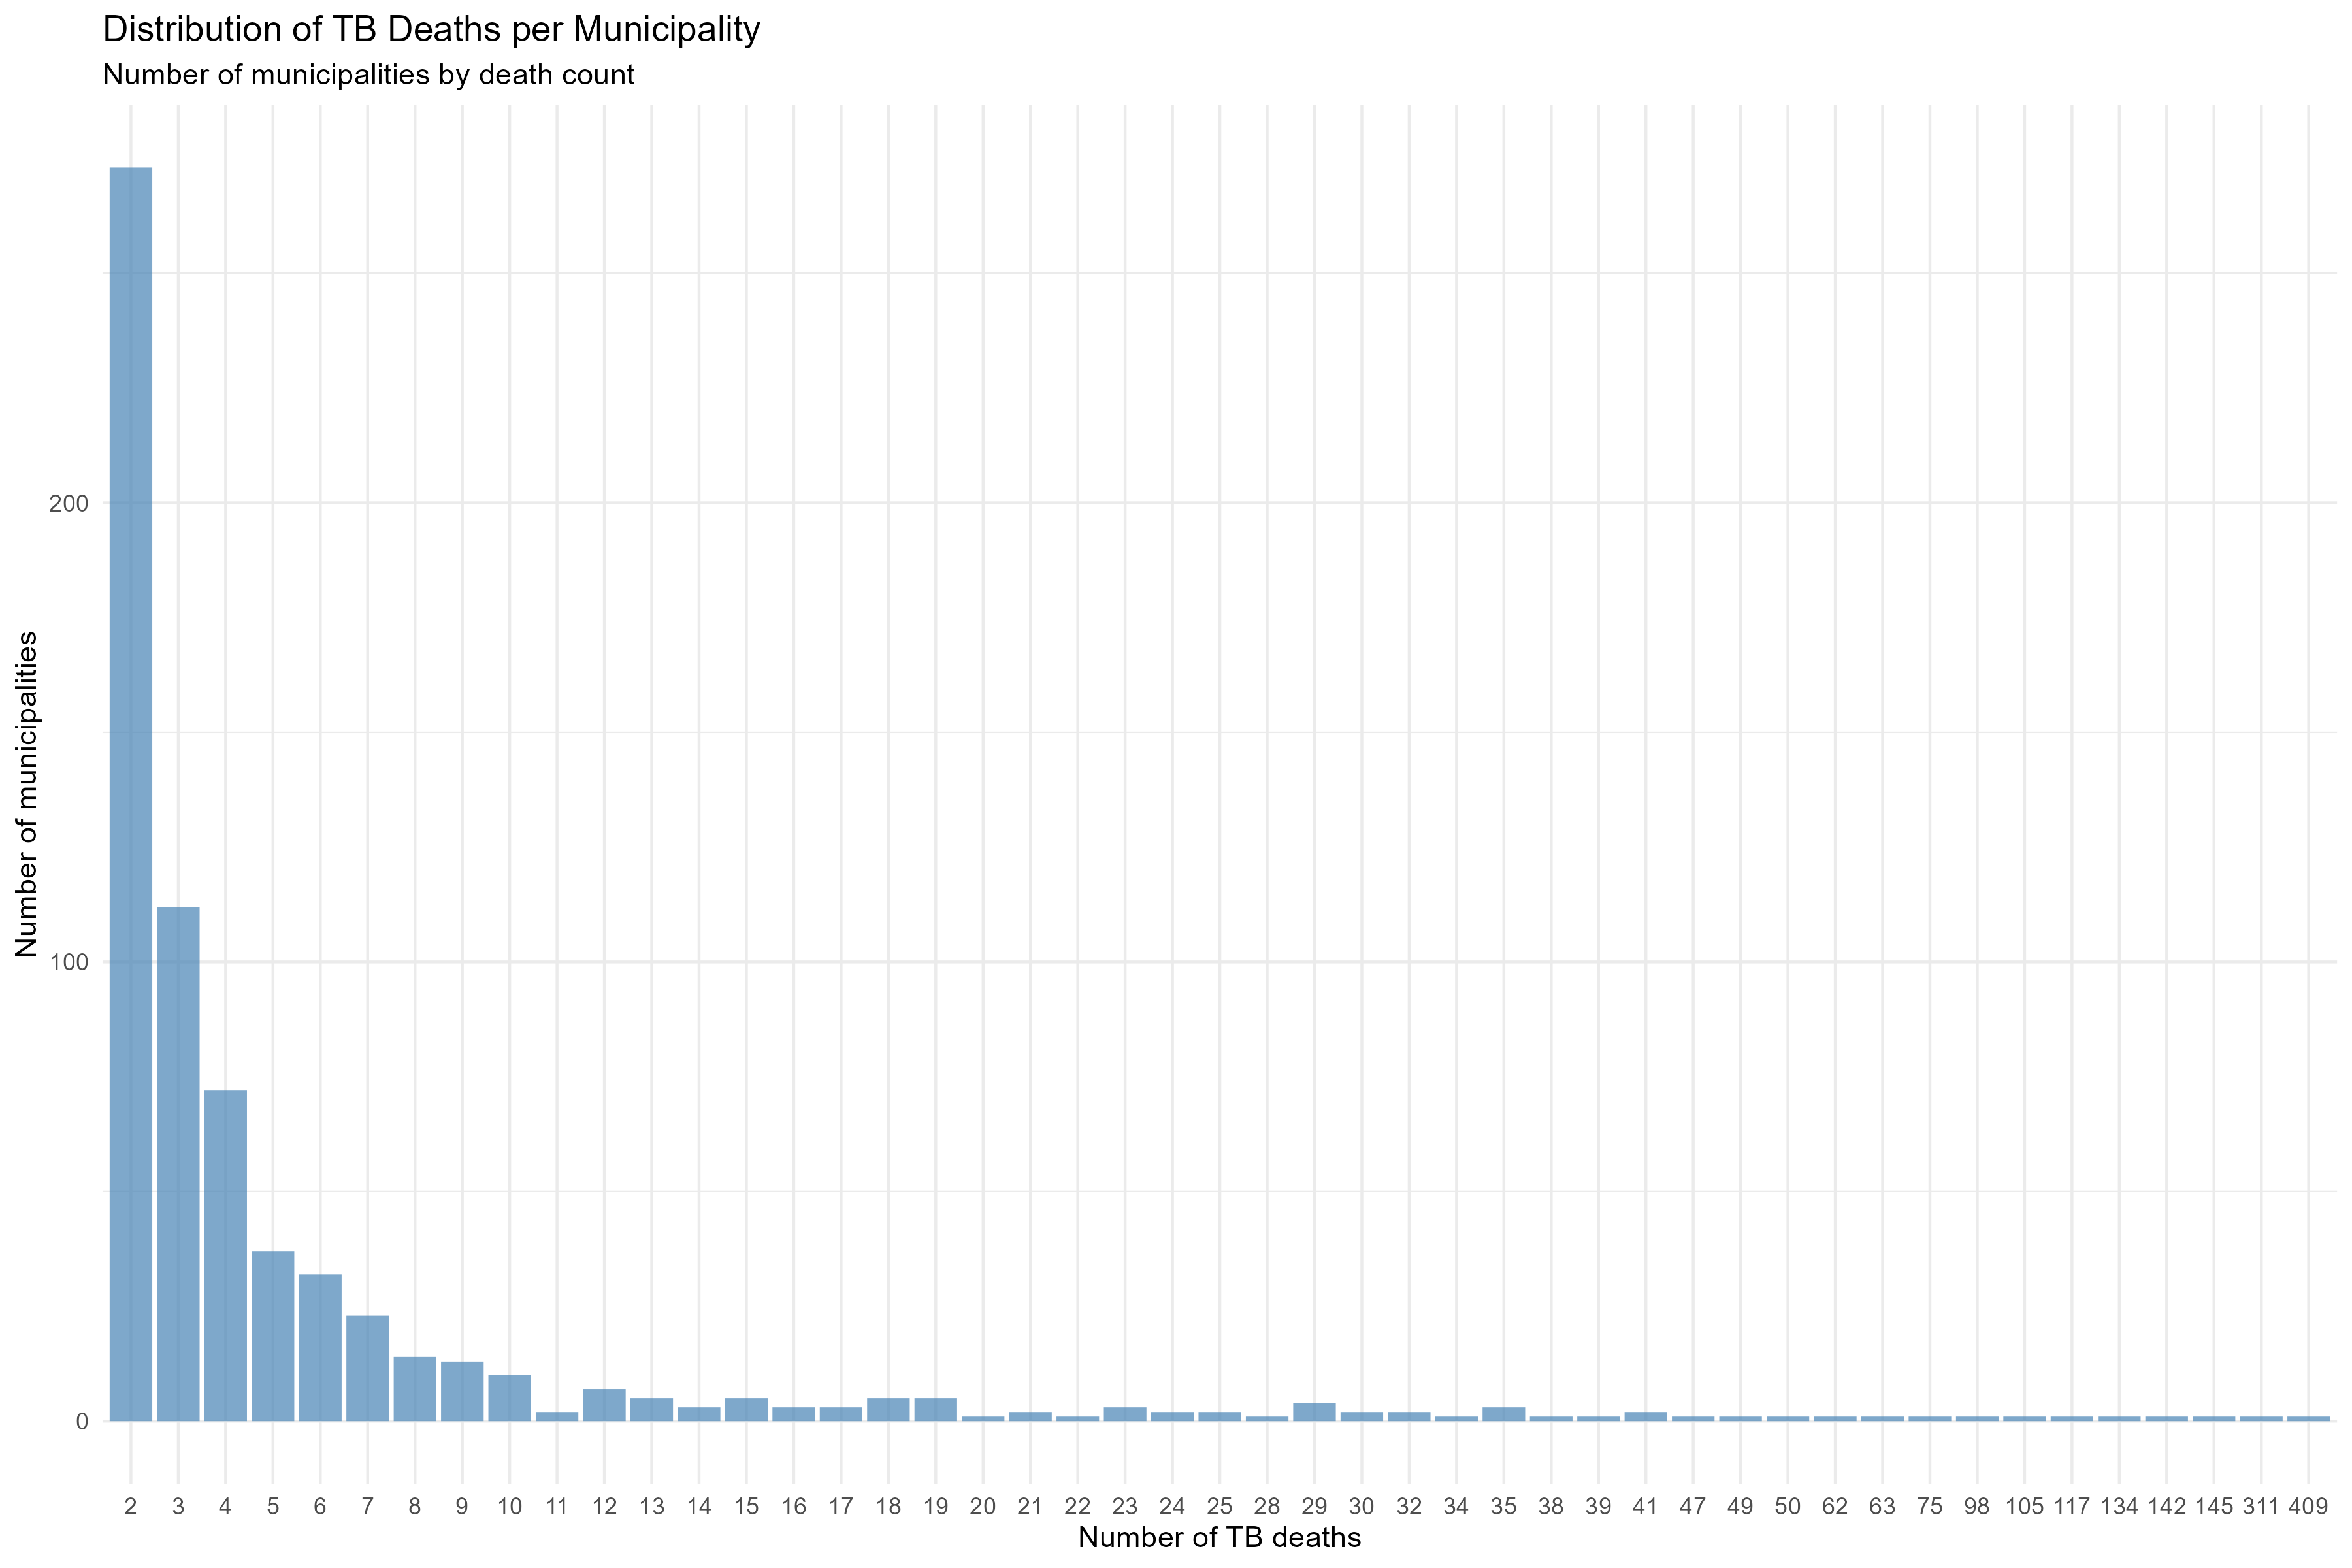 Distribution of TB Deaths per Municipality
Number of municipalities by death count
Number of municipalities
200
100
0
2 3 4 5 6 7 8 9 10 11 12 13 14 15 16 17 18 19 20 21 22 23 24 25 28 29 30 32 34 35 38 39 41 47 49 50 62 63 75 98 105 117 134 142 145 311 409
Number of TB deaths